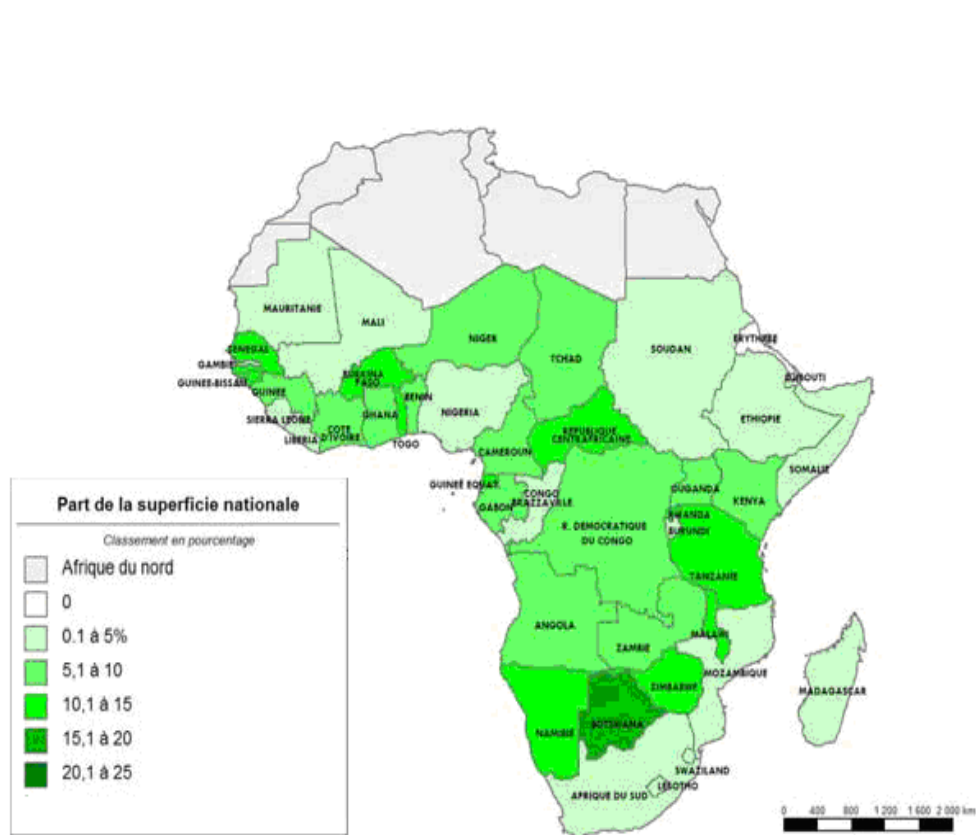 MAURITANIE
MALI
NIGER
TCHAD
SOUDAN
ERYTHREE
DJIBOUTI
SENEGAL
GAMBIE
GUINEE-BISSAU
GUINEE
SIERRA LEONE
LIBERIA
COTE
D'IVOIRE
BURKINA
FASO
GHANA
TOGO
BENIN
NIGERIA
ETHIOPIE
SOMALIE
REPUBLIQUE
CENTRAFRICAINE
CAMEROUN
GUINEE EQUAT.
GABON
CONGO
BRAZZAVILLE
R. DEMOCRATIQUE
DU CONGO
OUGANDA
KENYA
RWANDA
BURUNDI
TANZANIE
ANGOLA
ZAMBIE
MALAWI
MOZAMBIQUE
ZIMBABWE
MADAGASCAR
NAMIBIE
BOTSWANA
SWAZILAND
LESOTHO
AFRIQUE DU SUD
Part de la superficie nationale
Classement en pourcentage
Afrique du nord
0
0.1 à 5%
5,1 à 10
10,1 à 15
15,1 à 20
20,1 à 25
0 400 800 1 200 1 600 2 000 km